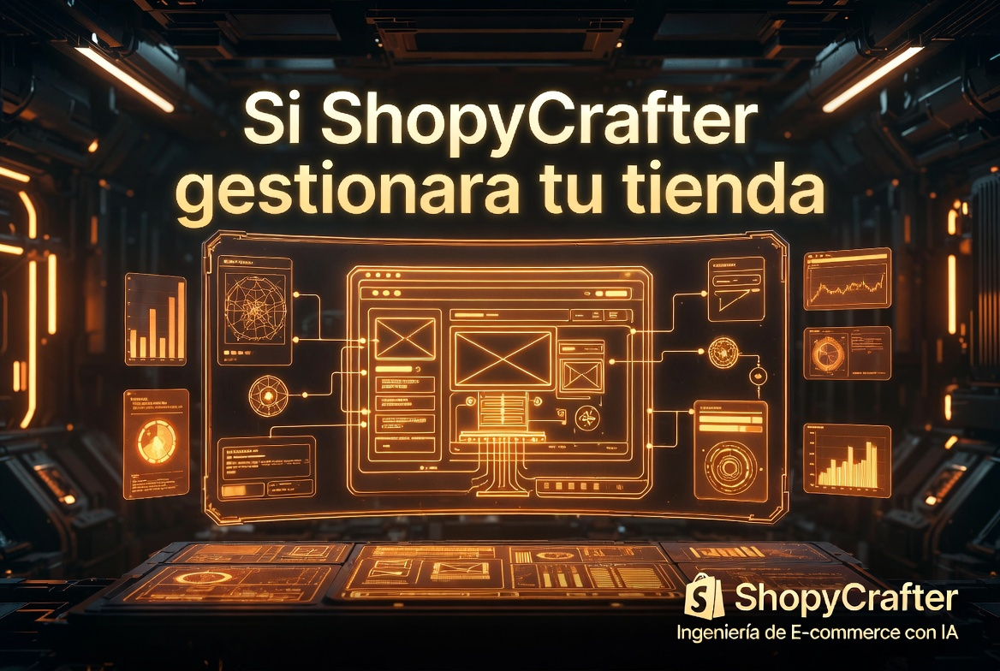 Si ShopyCrafter
gestionara tu tienda
ShopyCrafter
Ingeniería de E-commerce con IA